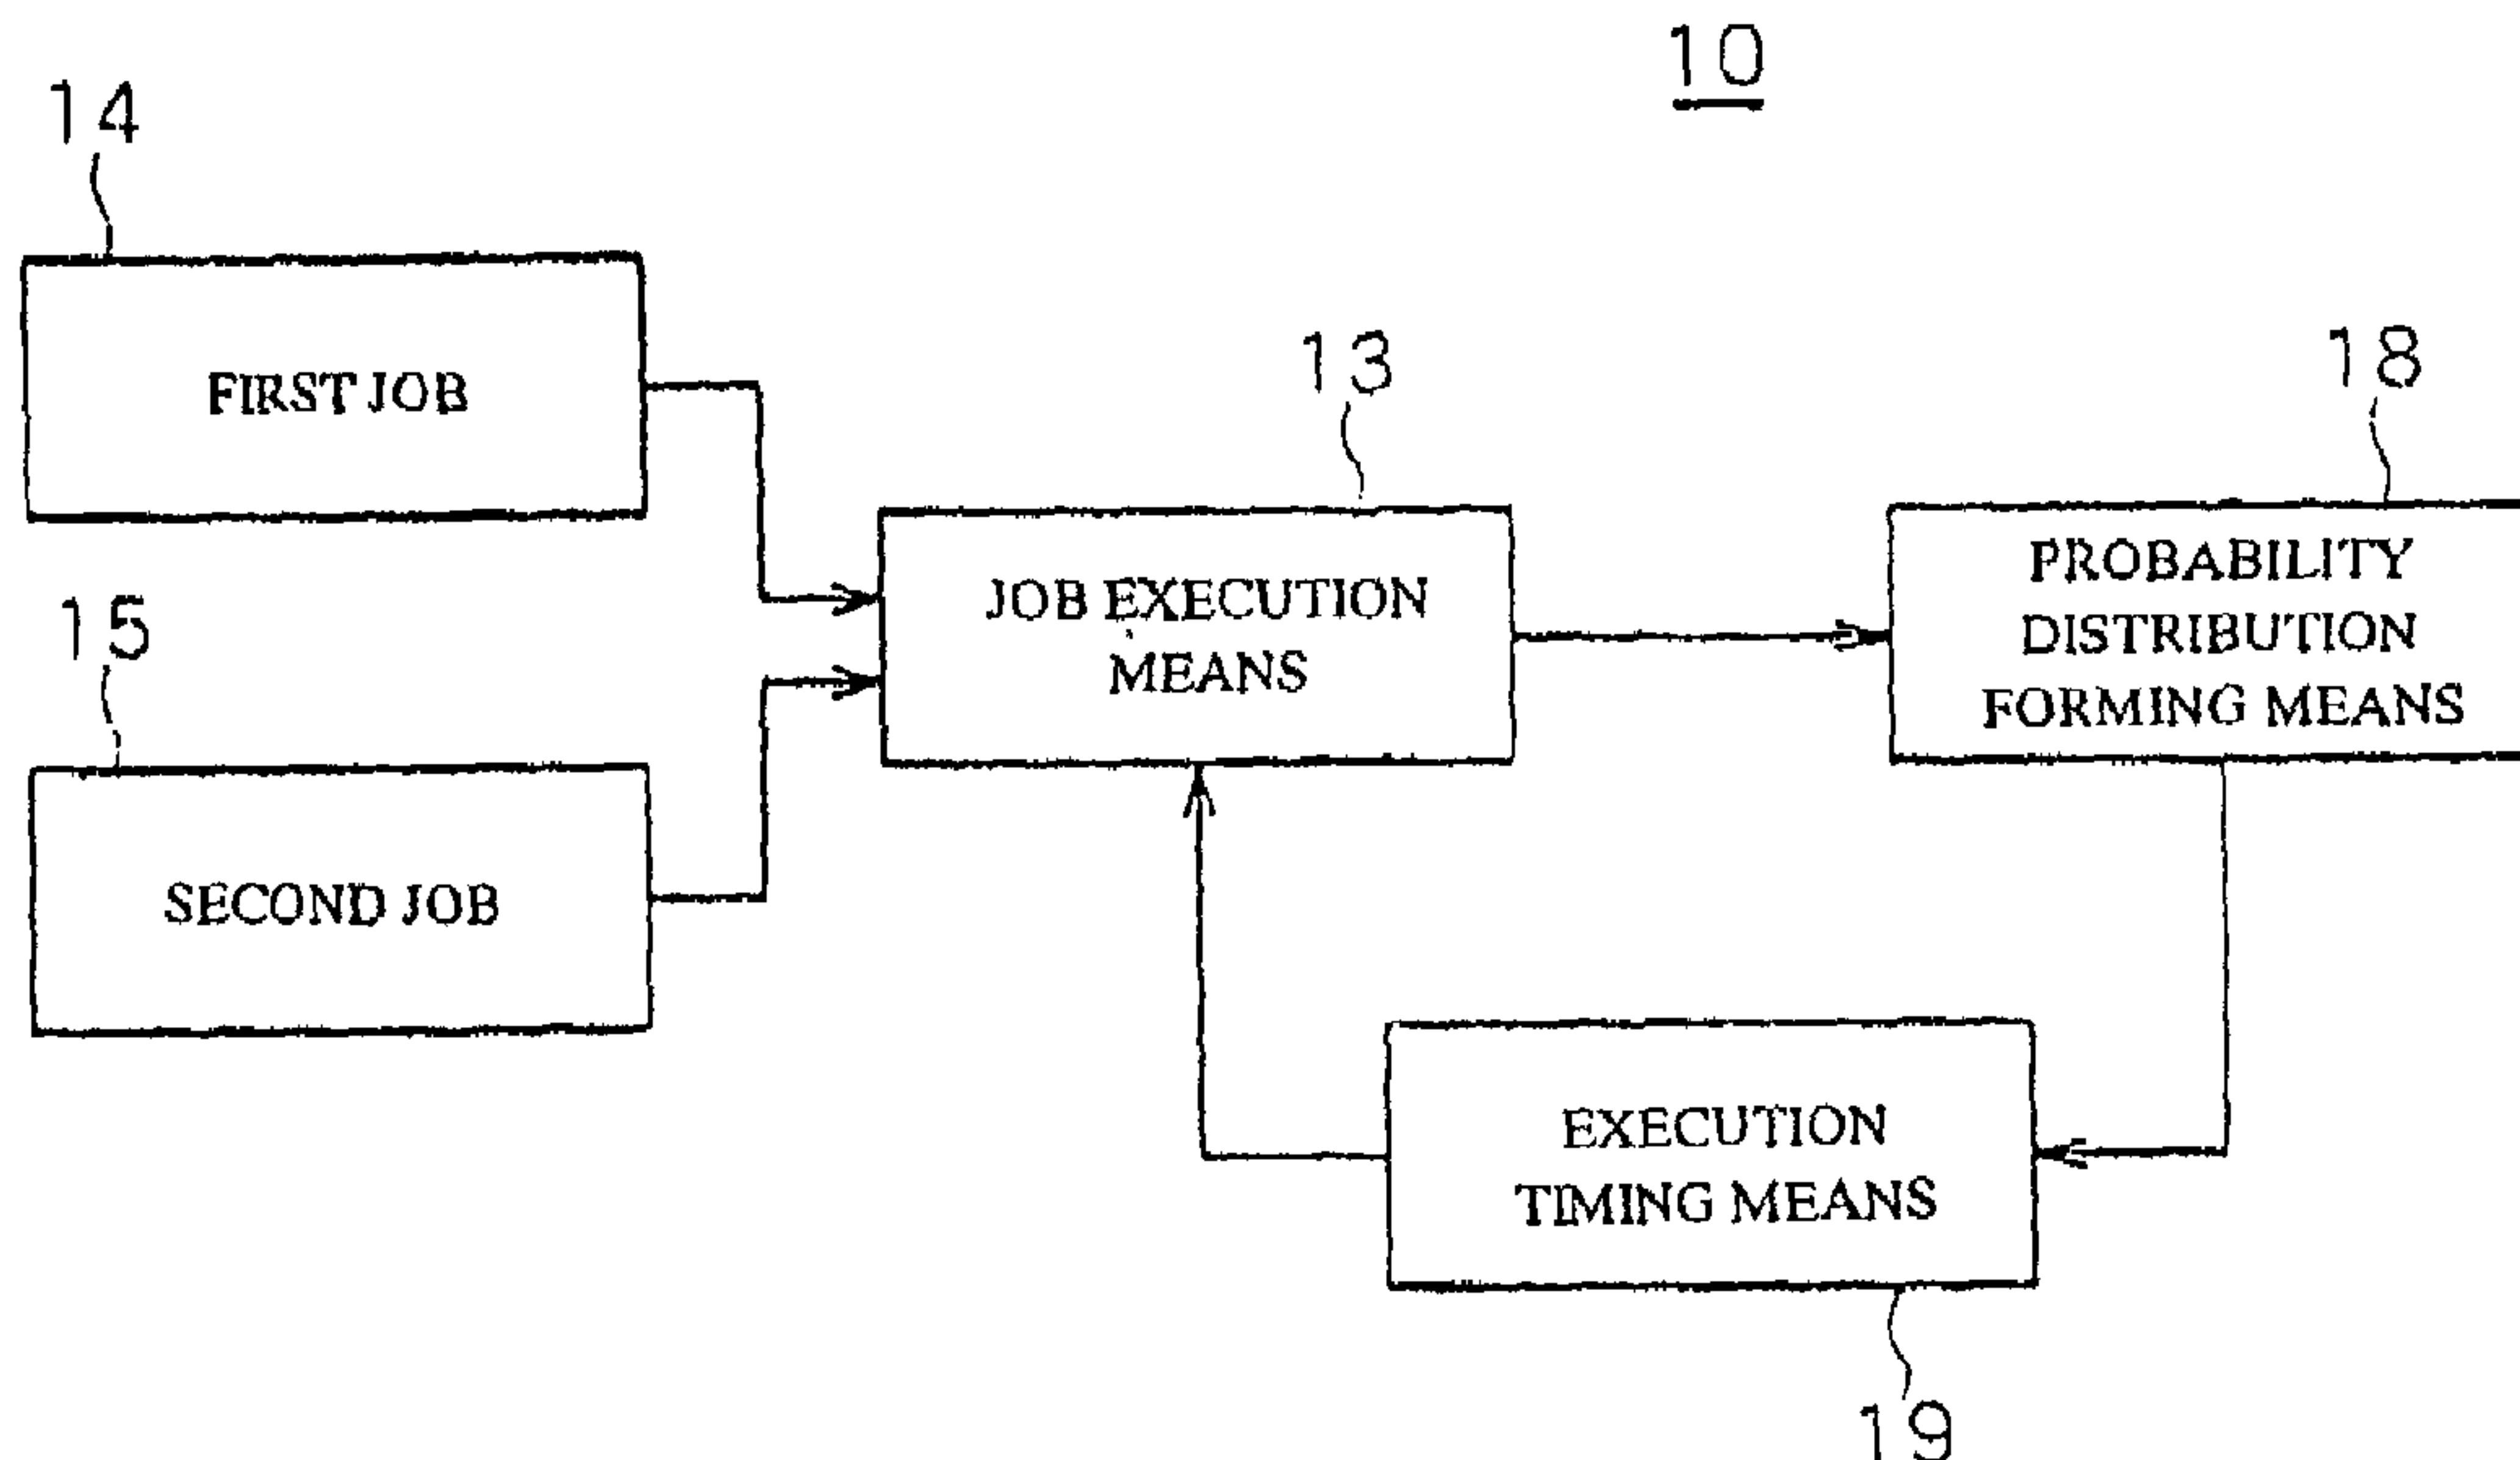 10
14
FIRST JOB
13
18
JOB EXECUTION
MEANS
PROBABILITY
DISTRIBUTION
FORMING MEANS
15
SECOND JOB
EXECUTION
TIMING MEANS
19